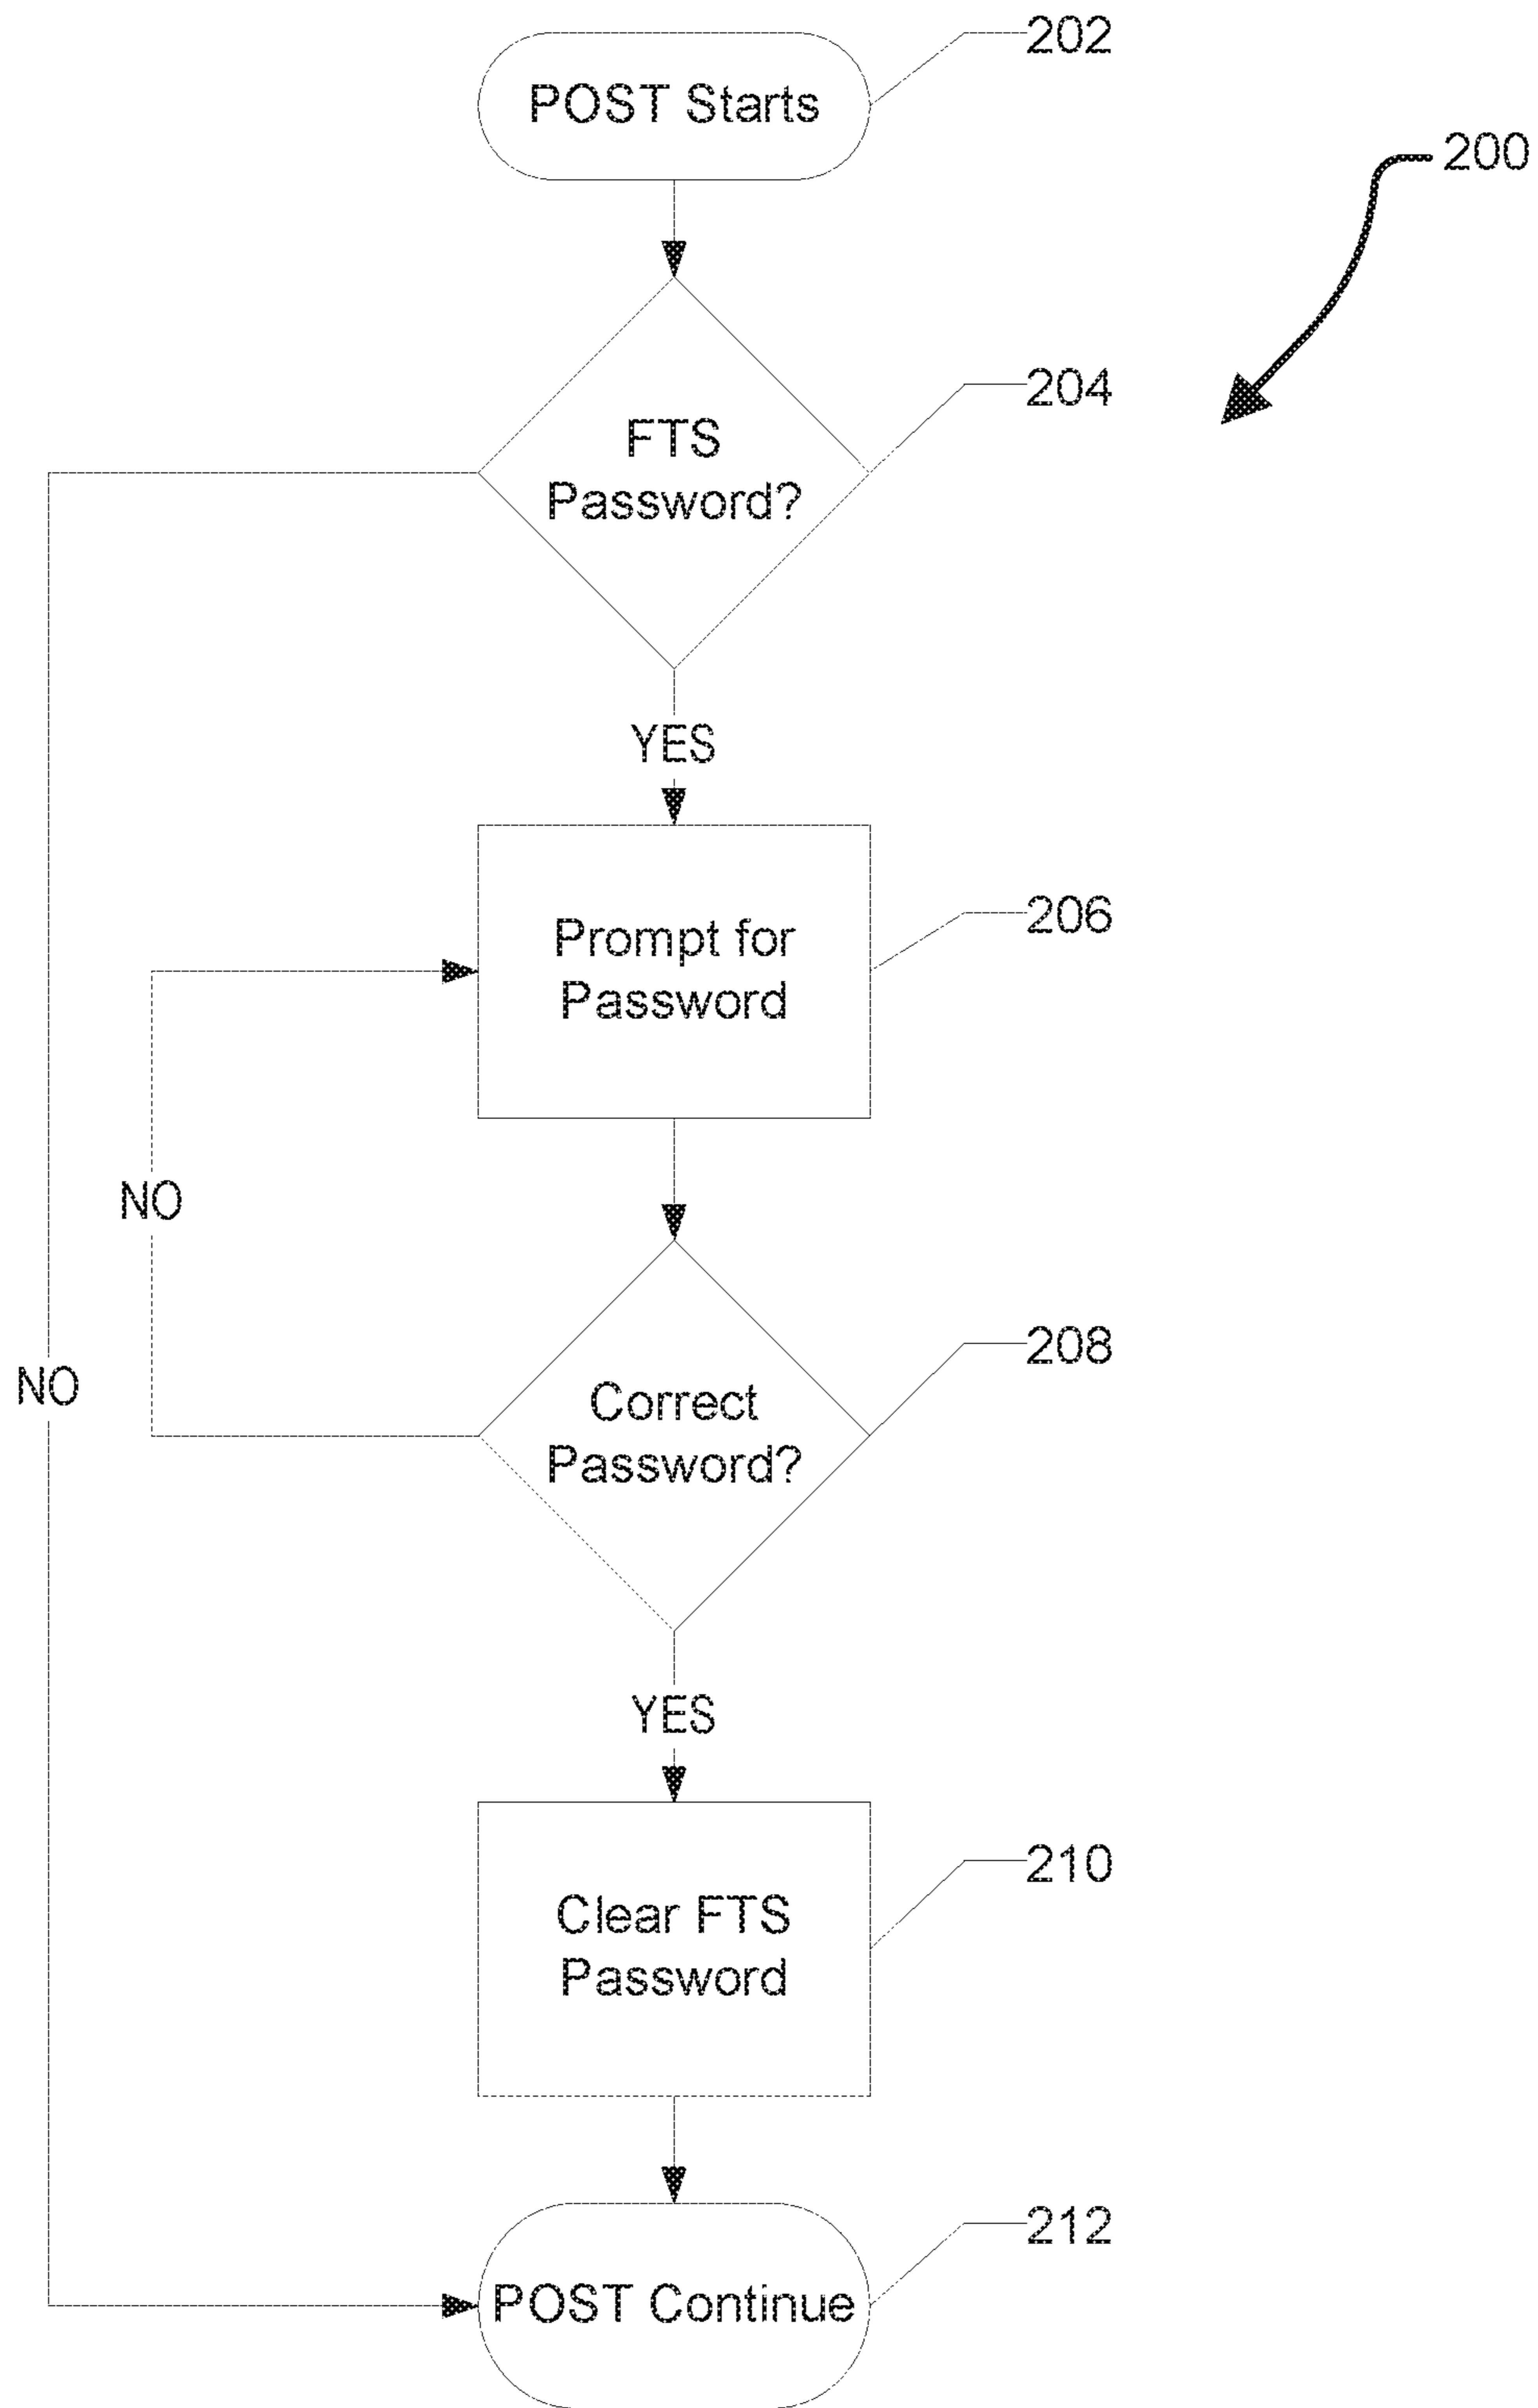 202
POST Starts
200
204
FTS
Password?
YES
206
Prompt for
Password
NO
208
NO
Correct
Password?
YES
210
Clear FTS
Password
212
POST Continue